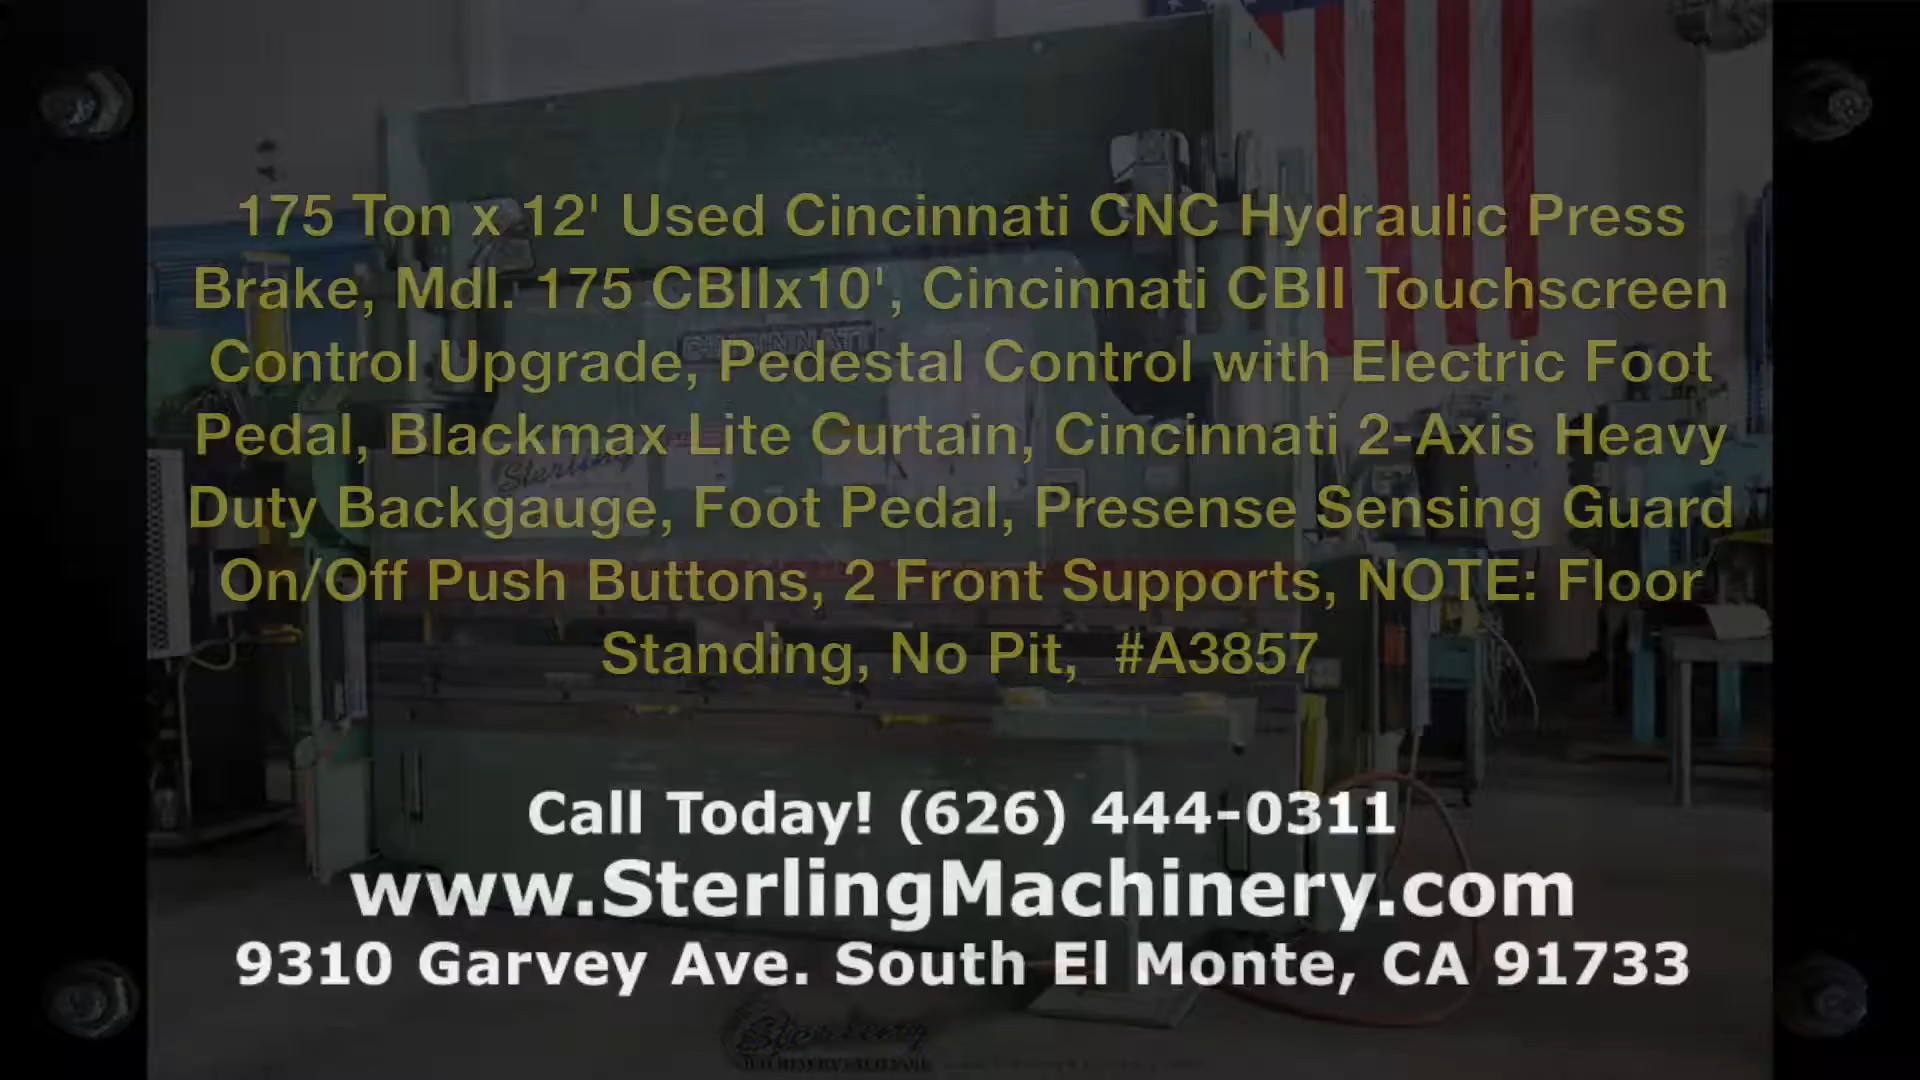 175 Ton x 12' Used Cincinnati CNC Hydraulic Press
Brake, Mdl. 175 CBIIx10', Cincinnati CBII Touchscreen
Control Upgrade, Pedestal Control with Electric Foot
Pedal, Blackmax Lite Curtain, Cincinnati 2-Axis Heavy
Duty Backgauge, Foot Pedal, Presense Sensing Guard
On/Off Push Buttons, 2 Front Supports, NOTE: Floor
Standing, No Pit,  #A3857
CINCINNATI
Sterling
Call Today! (626) 444-0311
www.SterlingMachinery.com
9310 Garvey Ave. South El Monte, CA 91733
Sterling